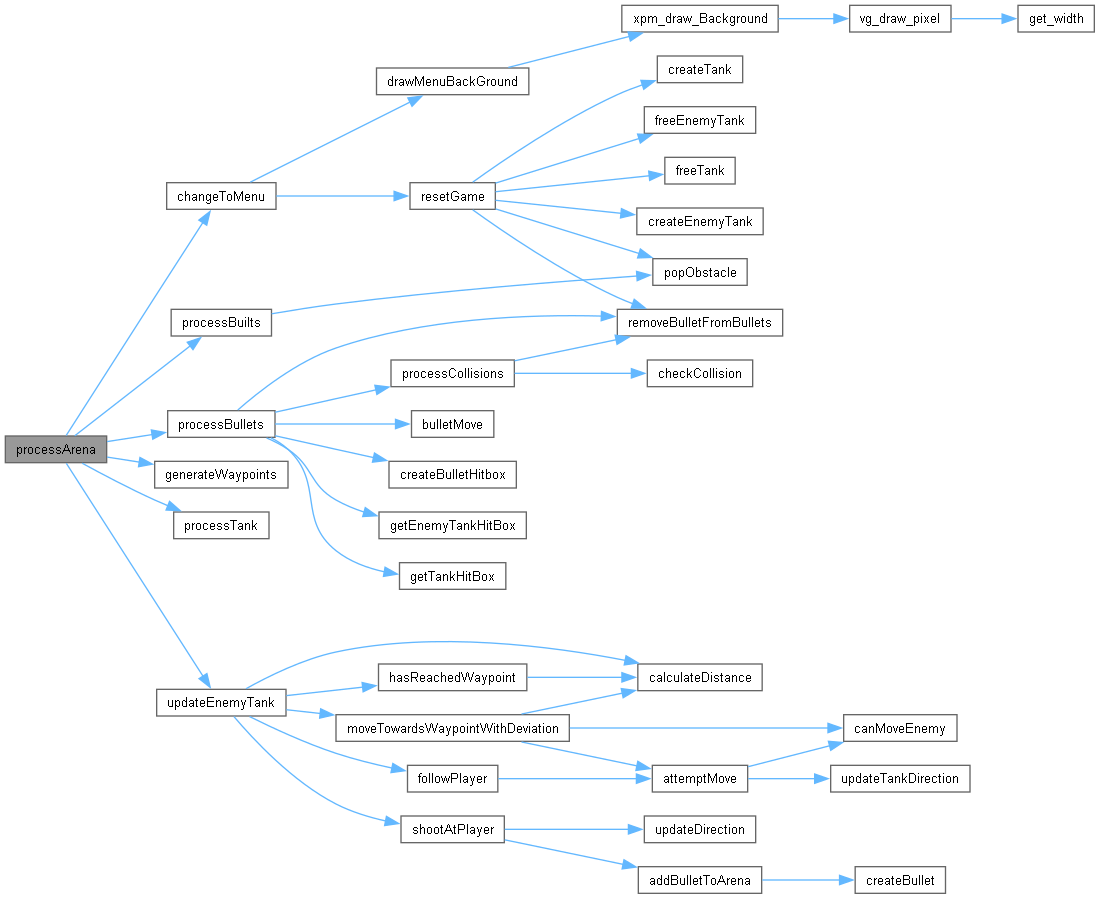 xpm_draw_Background
vg_draw_pixel
get_width
createTank
drawMenuBackGround
freeEnemyTank
freeTank
changeToMenu
resetGame
createEnemyTank
popObstacle
processBuilts
removeBulletFromBullets
processCollisions
checkCollision
processBullets
bulletMove
processArena
generateWaypoints
createBulletHitbox
processTank
getEnemyTankHitBox
getTankHitBox
hasReachedWaypoint
calculateDistance
updateEnemyTank
moveTowardsWaypointWithDeviation
canMoveEnemy
followPlayer
attemptMove
updateTankDirection
shootAtPlayer
updateDirection
addBulletToArena
createBullet